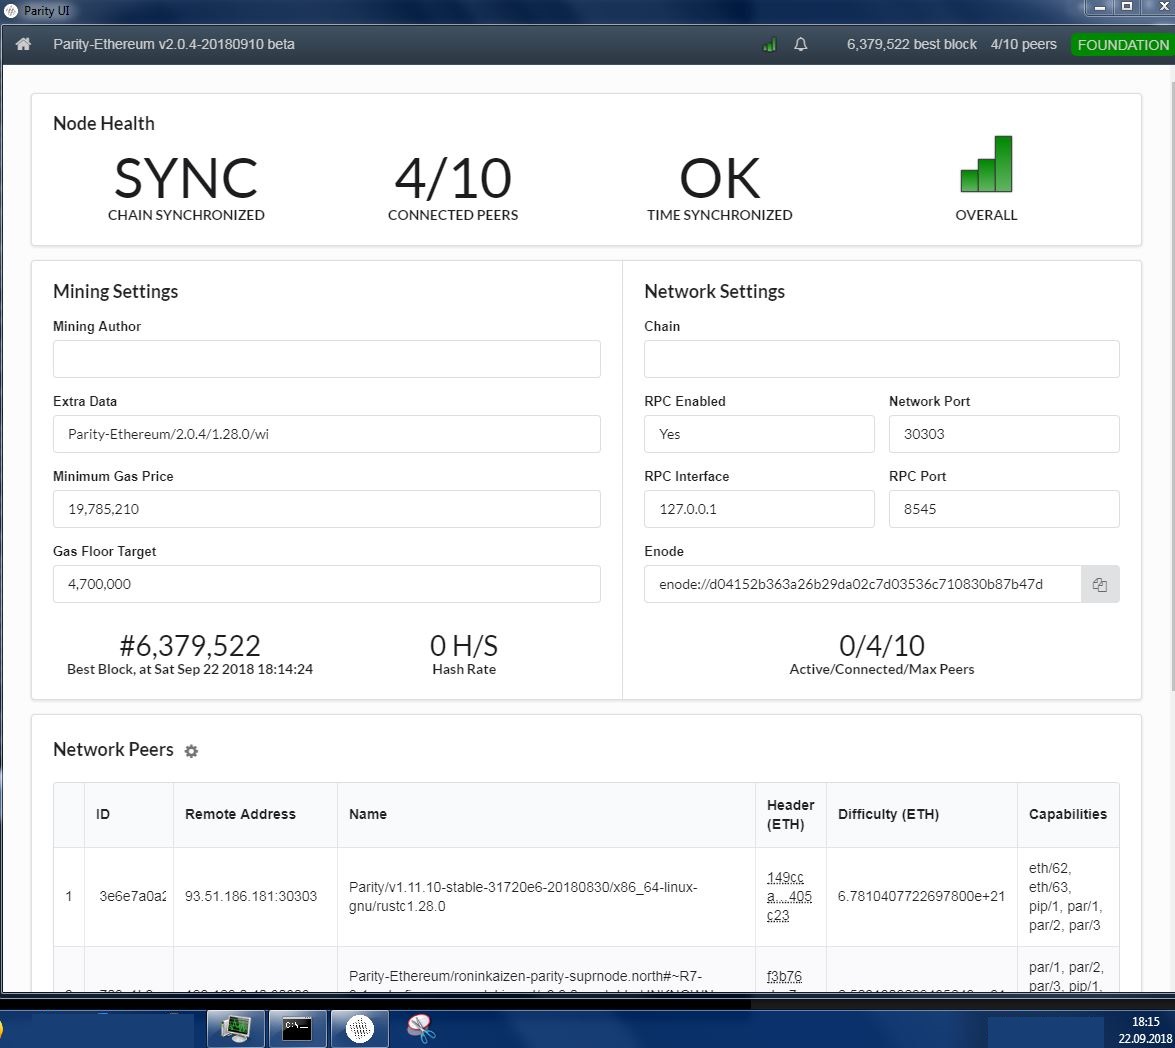 Parity UI
Parity-Ethereum v2.0.4-20180910 beta
6,379,522 best block 4/10 peers FOUNDATION
Node Health
SYNC 4/10 OK
CHAIN SYNCHRONIZED CONNECTED PEERS TIME SYNCHRONIZED OVERALL
Mining Settings
Mining Author
Extra Data
Parity-Ethereum/2.0.4/1.28.0/wi
Minimum Gas Price
19,785,210
Gas Floor Target
4,700,000
#6,379,522 0 H/S
Best Block, at Sat Sep 22 2018 18:14:24 Hash Rate
Network Settings
Chain
RPC Enabled Network Port
Yes 30303
RPC Interface RPC Port
127.0.0.1 8545
Enode
enode://d04152b363a26b29da02c7d03536c710830b87b47d
0/4/10
Active/Connected/Max Peers
Network Peers
ID Remote Address Name Header (ETH) Difficulty (ETH) Capabilities
1 3e6e7a0a2 93.51.186.181:30303
Parity/v1.11.10-stable-31720e6-20180830/x86_64-linux-
gnu/rustc1.28.0
149cc
a...405
c23
6.7810407722697800e+21
eth/62,
eth/63,
pip/1, par/1,
par/2, par/3
Parity-Ethereum/roninkaizen-parity-suprnode.north#~R7-
f3b76
par/1, par/2,
par/3, pip/1,
18:15
22.09.2018